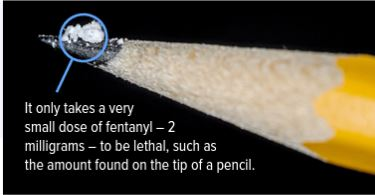 It only takes a very
small dose of fentanyl – 2
milligrams – to be lethal, such as
the amount found on the tip of a pencil.